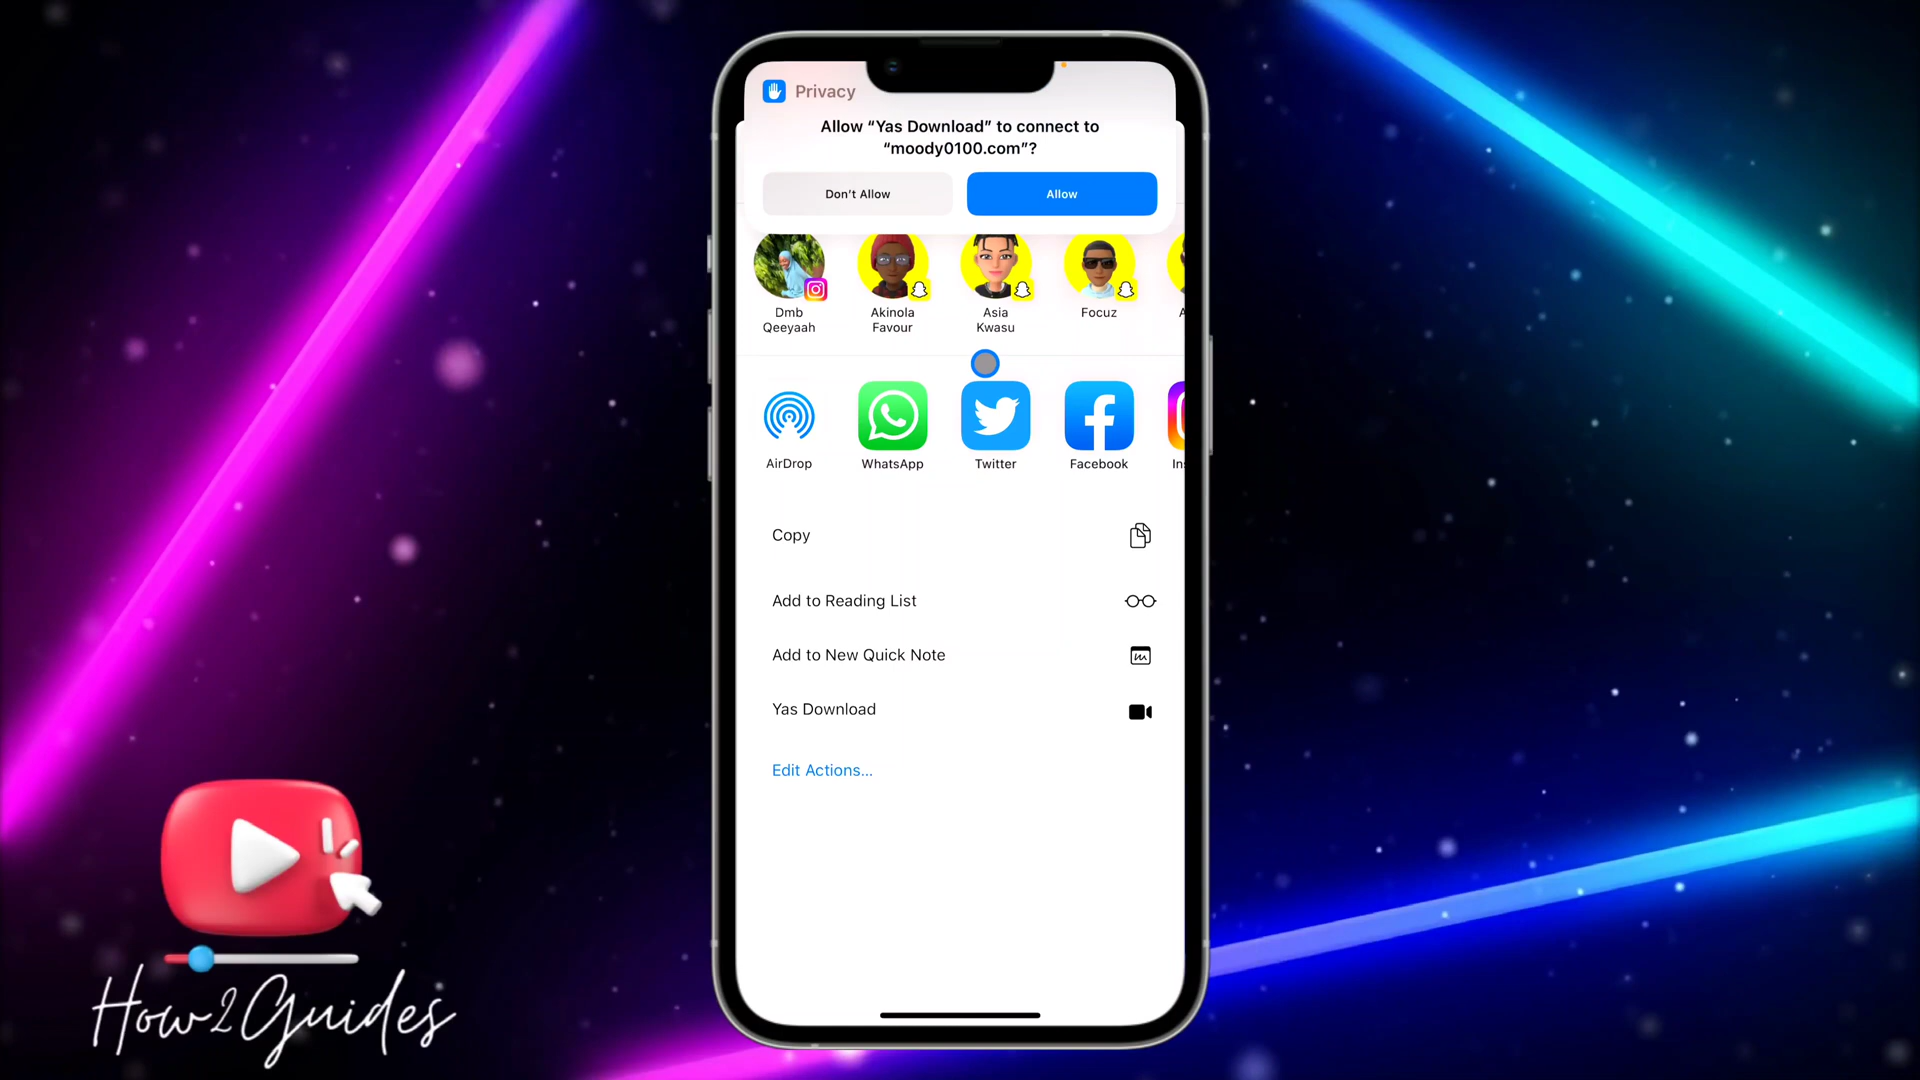 Privacy
Allow “Yas Download” to connect to
“moody0100.com”?
Don’t Allow
Allow
Dmb
Qeeyaah
Akinola
Favour
Asia
Kwasu
Focuz
A
AirDrop
WhatsApp
Twitter
Facebook
Ins
Copy
Add to Reading List
Add to New Quick Note
Yas Download
Edit Actions...
How2Guides